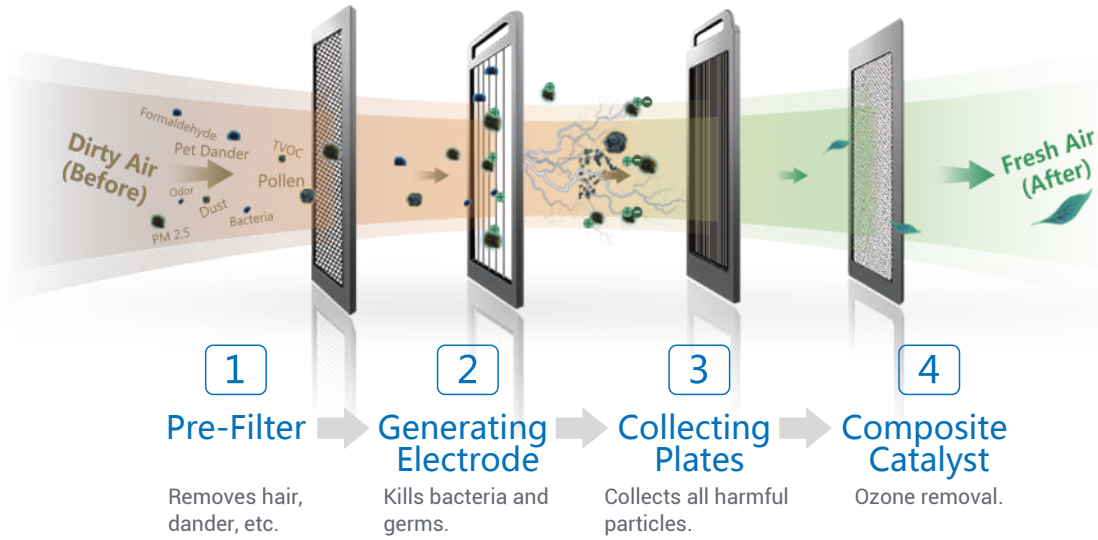 Formaldehyde
Dirty Air
(Before)
Pet Dander
TVOC
Pollen
Odor
Dust
Bacteria
PM 2.5
Fresh Air
(After)
1
2
3
4
Pre-Filter
Generating
Electrode
Collecting
Plates
Composite
Catalyst
Removes hair,
dander, etc.
Kills bacteria and
germs.
Collects all harmful
particles.
Ozone removal.